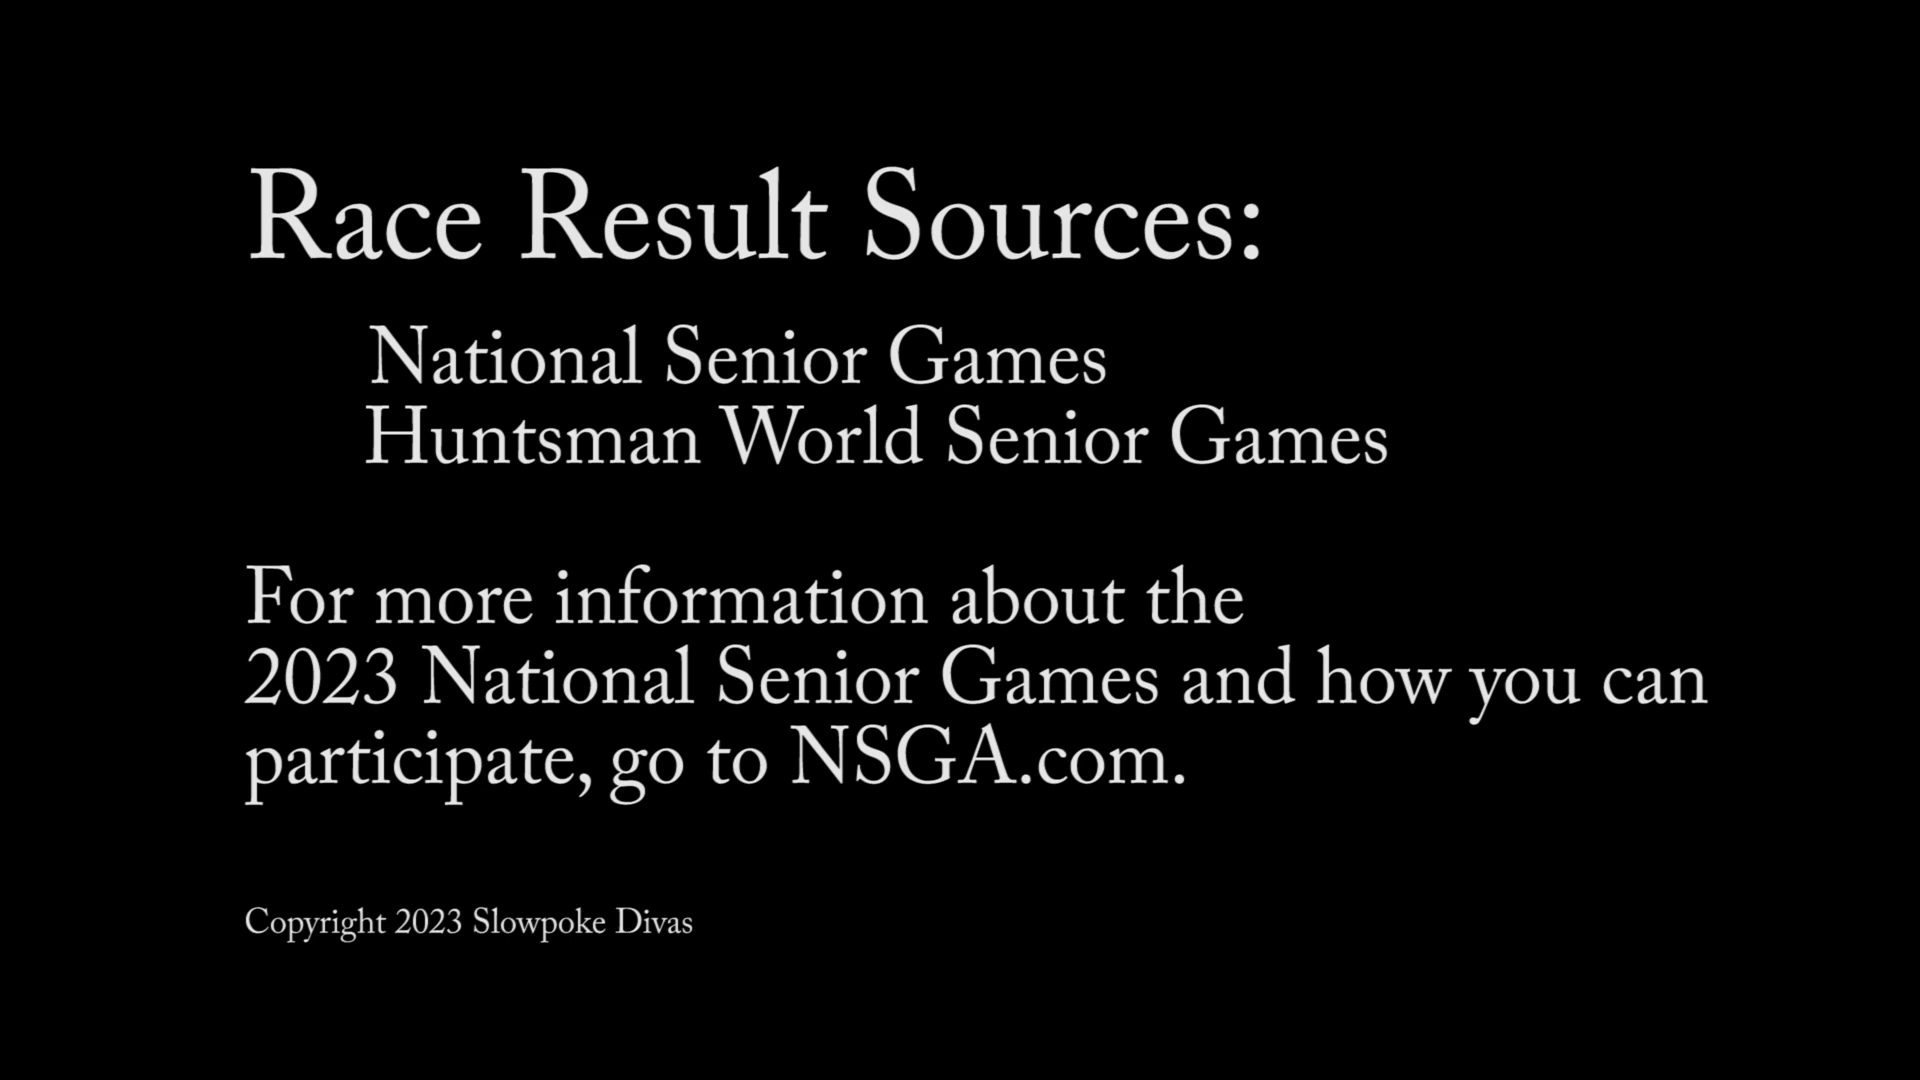 Race Result Sources:
National Senior Games
Huntsman World Senior Games
For more information about the
2023 National Senior Games and how you can
participate, go to NSGA.com.
Copyright 2023 Slowpoke Divas